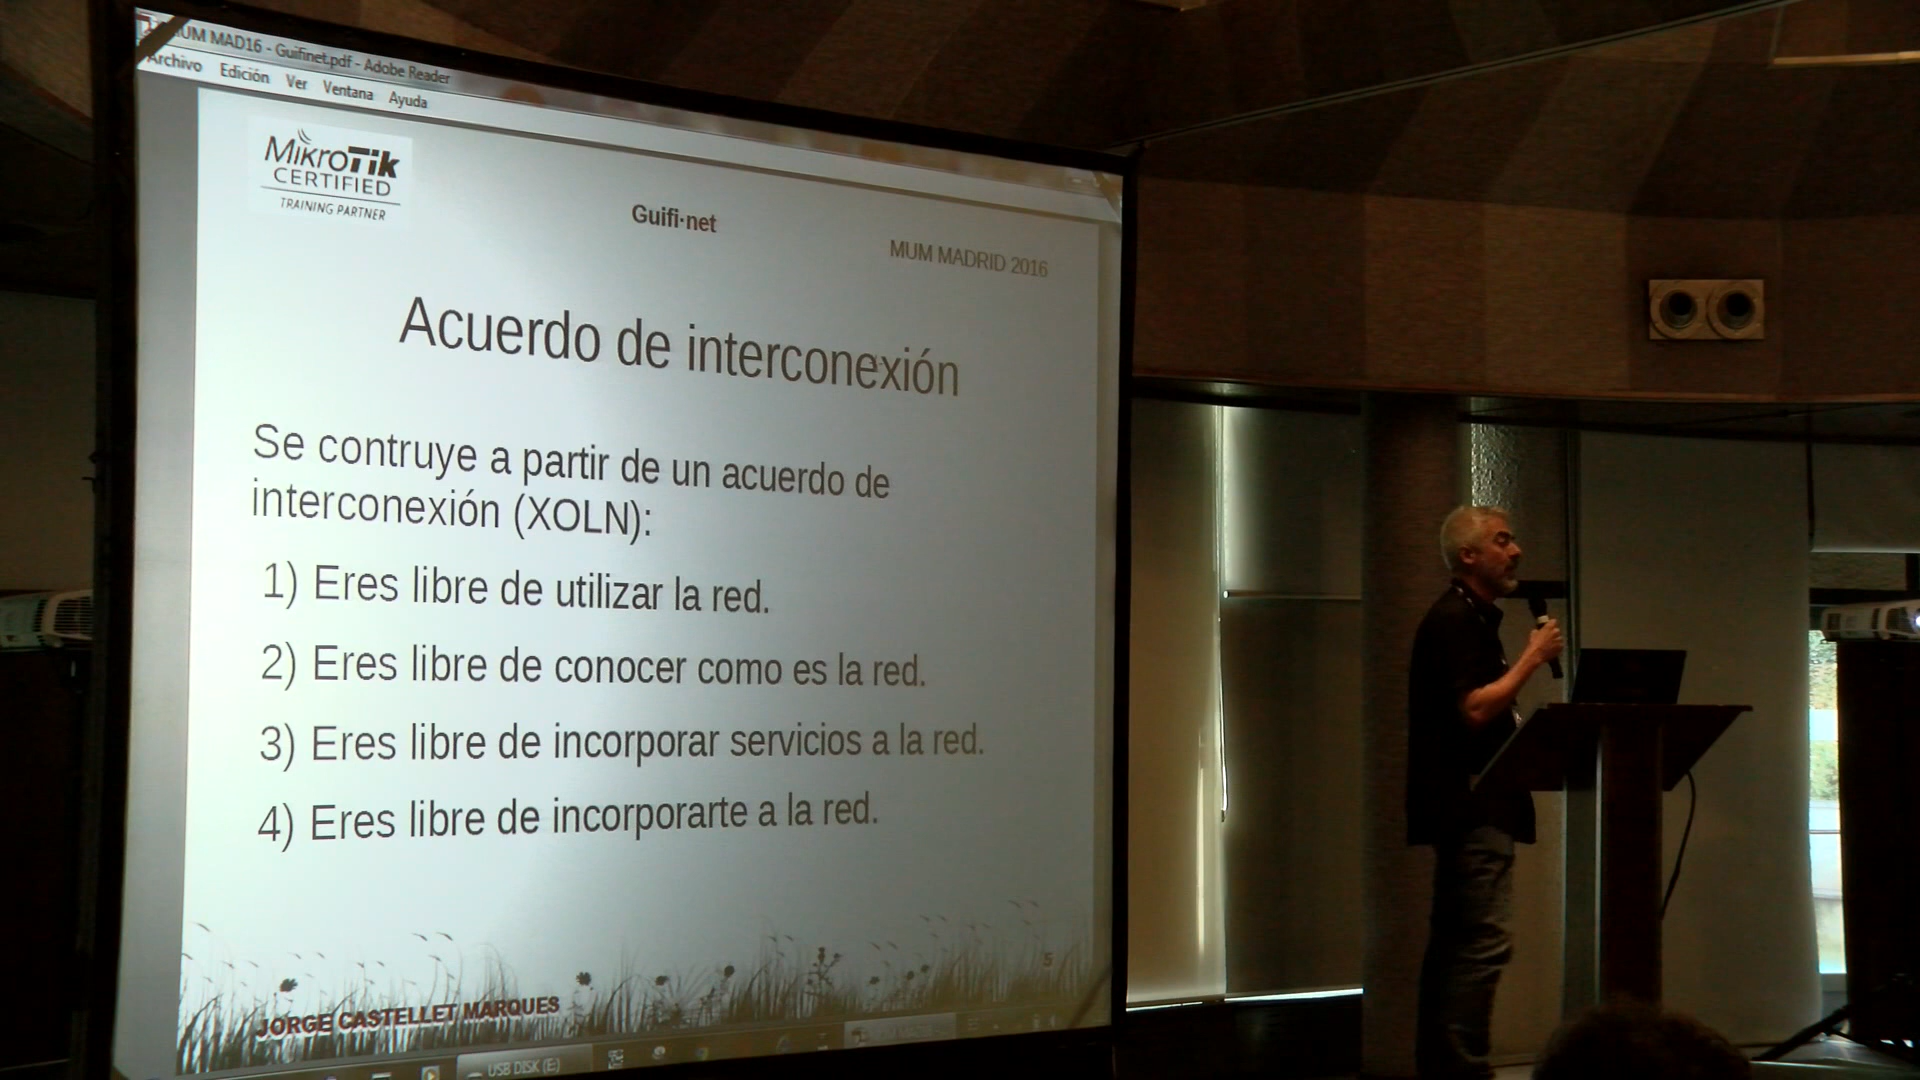 MUM MAD16 - Guifinet.pdf - Adobe Reader
Archivo Edición Ver Ventana Ayuda
MikroTik
CERTIFIED
TRAINING PARTNER
Guifi·net
MUM MADRID 2016
Acuerdo de interconexión
Se contruye a partir de un acuerdo de
interconexión (XOLN):
1) Eres libre de utilizar la red.
2) Eres libre de conocer como es la red.
3) Eres libre de incorporar servicios a la red.
4) Eres libre de incorporarte a la red.
5
JORGE CASTELLET MARQUES
USB DISK (E:)